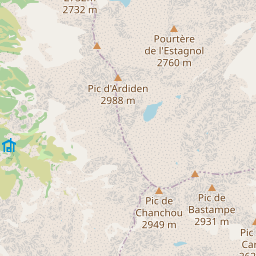 2732 m
Pourtère
de l'Estagnol
2760 m
Pic d'Ardiden
2988 m
Pic de
Chanchou
2949 m
Pic de
Bastampe
2931 m
Pic d